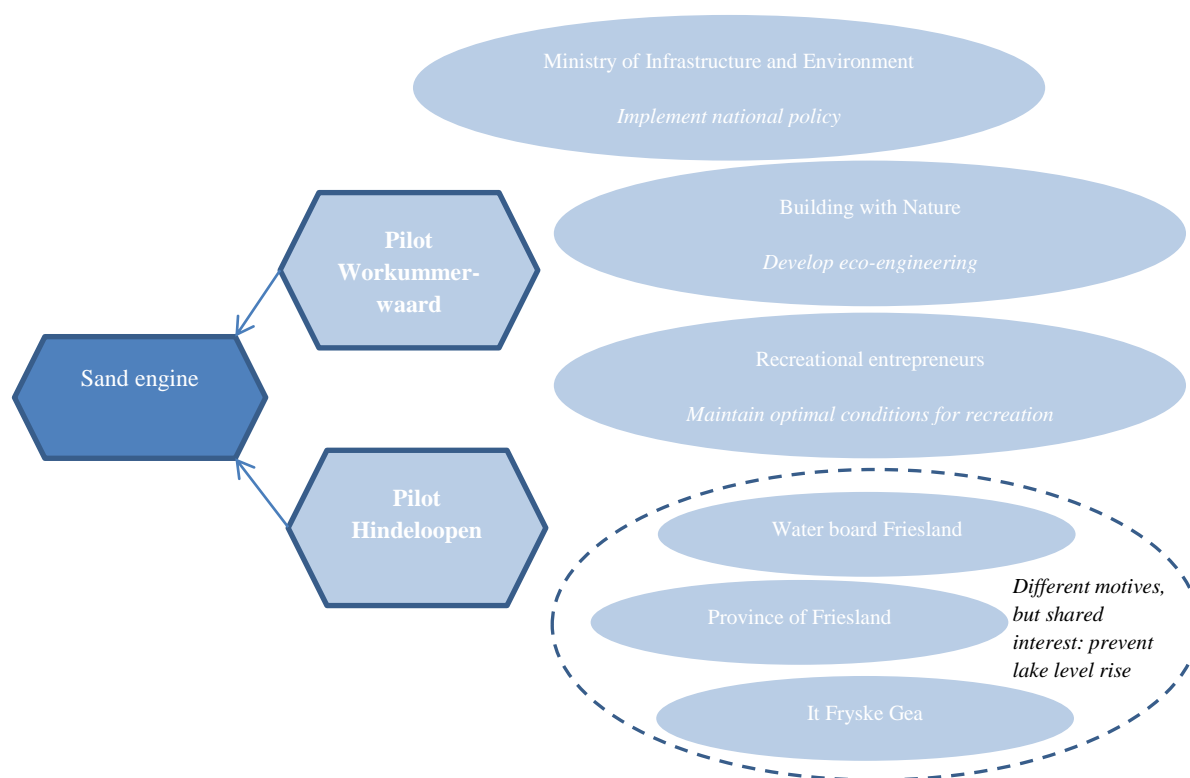 Ministry of Infrastructure and Environment
Implement national policy
Building with Nature
Develop eco-engineering
Pilot
Workummer-
waard
Sand engine
Recreational entrepreneurs
Maintain optimal conditions for recreation
Pilot
Hindeloopen
Water board Friesland
Province of Friesland
It Fryske Gea
Different motives,
but shared
interest: prevent
lake level rise